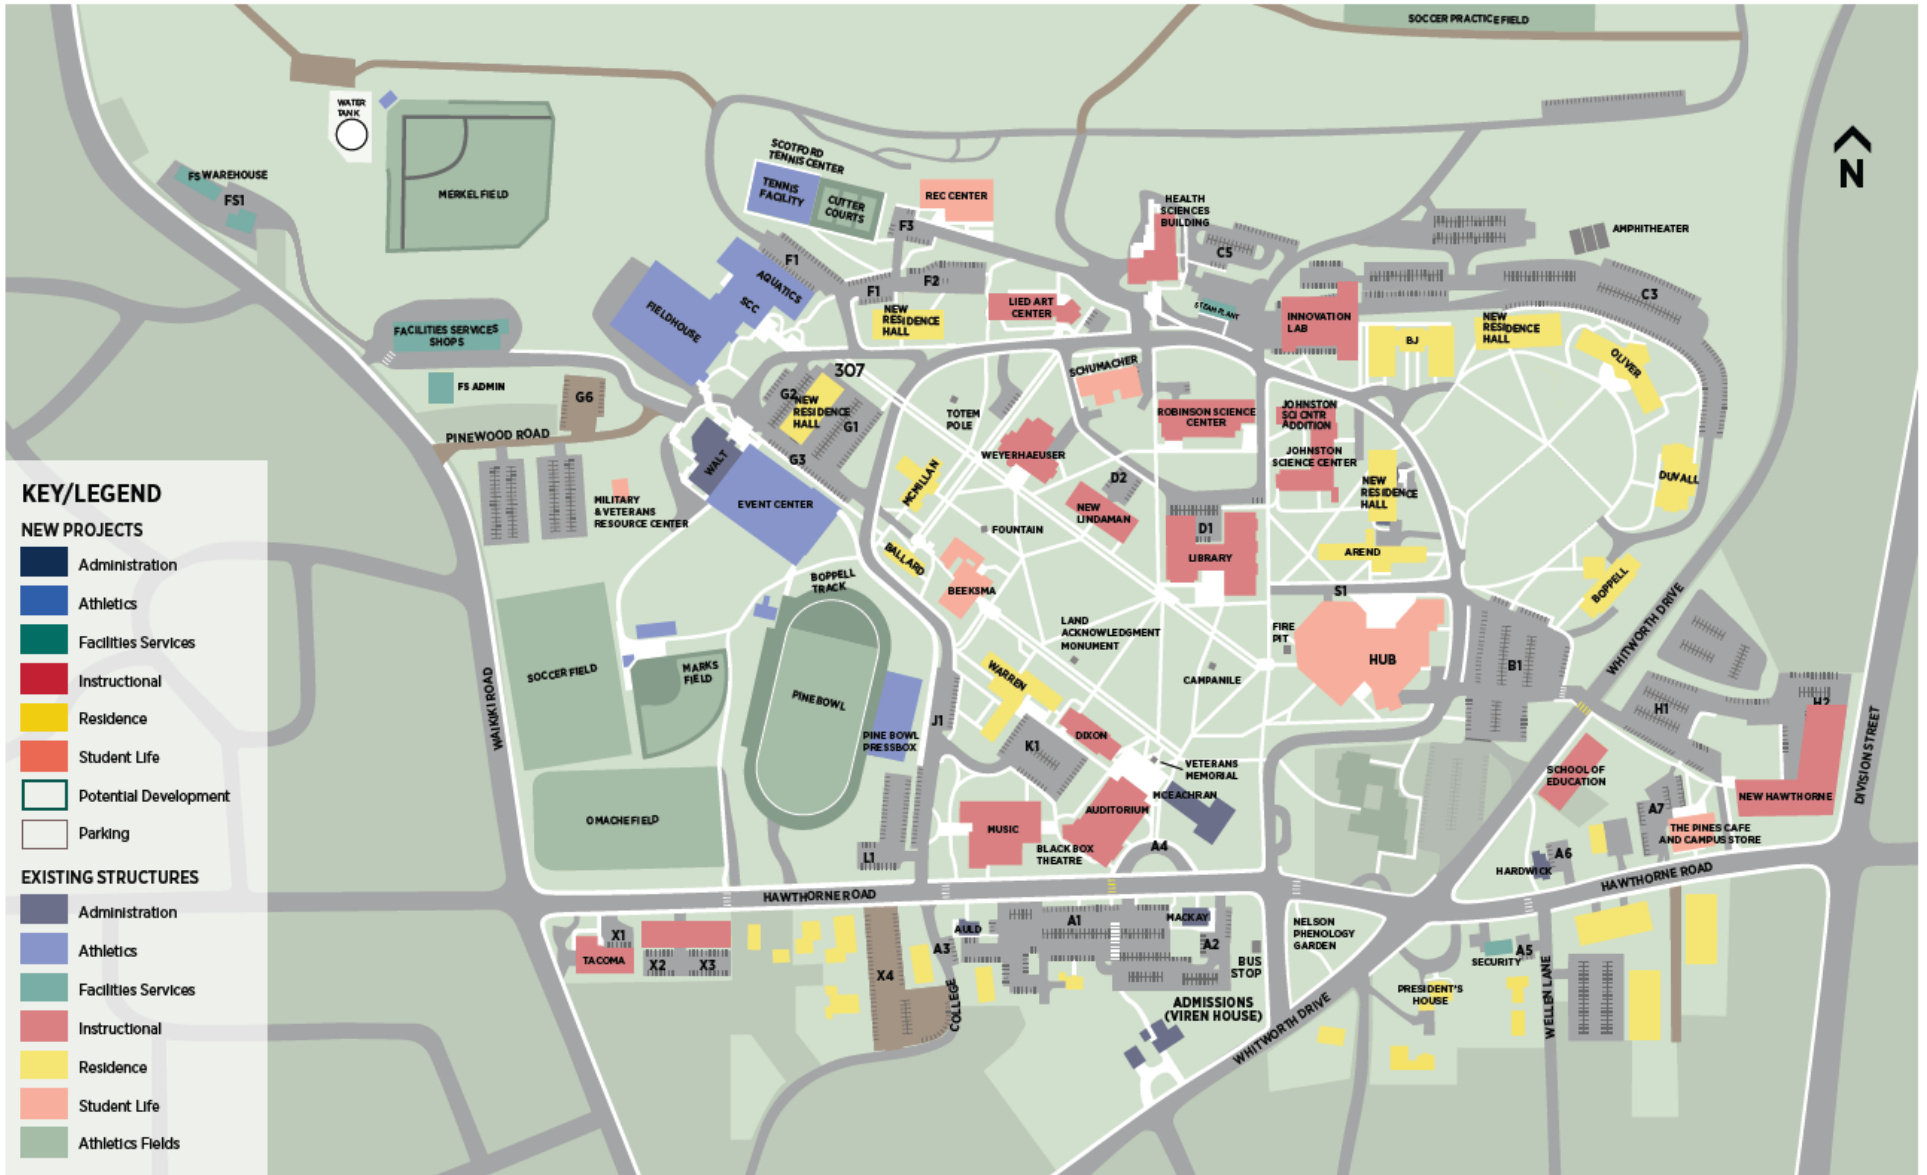 SOCCER PRACTICE FIELD
WATER
TANK
MERKEL FIELD
FS WAREHOUSE
FS1
SCOTFORD
TENNIS CENTER
TENNIS
FACILITY
CUTTER
COURTS
REC CENTER
F3
HEALTH
SCIENCES
BUILDING
C5
AMPHITHEATER
N
F1
AQUATICS
SCC
FIELDHOUSE
F1
F2
NEW
RESIDENCE
HALL
LIED ART
CENTER
STEAM PLANT
INNOVATION
LAB
C3
BJ
NEW
RESIDENCE
HALL
OLIVER
FACILITIES SERVICES
SHOPS
FS ADMIN
G6
PINEWOOD ROAD
307
G2
NEW
RESIDENCE
HALL
G1
G3
WALT
EVENT CENTER
MILITARY
& VETERANS
RESOURCE CENTER
SCHUMACHER
TOTEM
POLE
WEYERHAEUSER
ROBINSON SCIENCE
CENTER
JOHNSTON
SCI CNTR
ADDITION
JOHNSTON
SCIENCE CENTER
NEW
RESIDENCE
HALL
DUVALL
MCMILLAN
D2
NEW
LINDAMAN
FOUNTAIN
D1
LIBRARY
AREND
BALLARD
BEEKSMA
BOPPELL
TRACK
BOPPELL
S1
FIRE
PIT
HUB
LAND
ACKNOWLEDGMENT
MONUMENT
CAMPANILE
WHITWORTH DRIVE
B1
SOCCER FIELD
MARKS
FIELD
PINE BOWL
PINE BOWL
PRESSBOX
J1
WARREN
K1
DIXON
VETERANS
MEMORIAL
MCEACHRAN
AUDITORIUM
MUSIC
BLACK BOX
THEATRE
A4
L1
OMACHE FIELD
WAIKIKI ROAD
H1
H2
SCHOOL OF
EDUCATION
NEW HAWTHORNE
DIVISION STREET
A7
THE PINES CAFE
AND CAMPUS STORE
A6
HARDWICK
HAWTHORNE ROAD
HAWTHORNE ROAD
X1
TACOMA
X2
X3
X4
A3
AULD
A1
MACKAY
A2
BUS
STOP
NELSON
PHENOLOGY
GARDEN
COLLEGE
ADMISSIONS
(VIREN HOUSE)
WHITWORTH DRIVE
SECURITY
A5
PRESIDENT'S
HOUSE
WELLEN LANE
KEY/LEGEND
NEW PROJECTS
Administration
Athletics
Facilities Services
Instructional
Residence
Student Life
Potential Development
Parking
EXISTING STRUCTURES
Administration
Athletics
Facilities Services
Instructional
Residence
Student Life
Athletics Fields